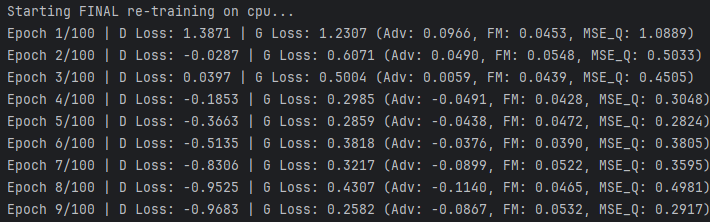 Starting FINAL re-training on cpu...
Epoch 1/100 | D Loss: 1.3871 | G Loss: 1.2307 (Adv: 0.0966, FM: 0.0453, MSE_Q: 1.0889)
Epoch 2/100 | D Loss: -0.0287 | G Loss: 0.6071 (Adv: 0.0490, FM: 0.0548, MSE_Q: 0.5033)
Epoch 3/100 | D Loss: 0.0397 | G Loss: 0.5004 (Adv: 0.0059, FM: 0.0439, MSE_Q: 0.4505)
Epoch 4/100 | D Loss: -0.1853 | G Loss: 0.2985 (Adv: -0.0491, FM: 0.0428, MSE_Q: 0.3048)
Epoch 5/100 | D Loss: -0.3663 | G Loss: 0.2859 (Adv: -0.0438, FM: 0.0472, MSE_Q: 0.2824)
Epoch 6/100 | D Loss: -0.5135 | G Loss: 0.3818 (Adv: -0.0376, FM: 0.0390, MSE_Q: 0.3805)
Epoch 7/100 | D Loss: -0.8306 | G Loss: 0.3217 (Adv: -0.0899, FM: 0.0522, MSE_Q: 0.3595)
Epoch 8/100 | D Loss: -0.9525 | G Loss: 0.4307 (Adv: -0.1140, FM: 0.0465, MSE_Q: 0.4981)
Epoch 9/100 | D Loss: -0.9683 | G Loss: 0.2582 (Adv: -0.0867, FM: 0.0532, MSE_Q: 0.2917)